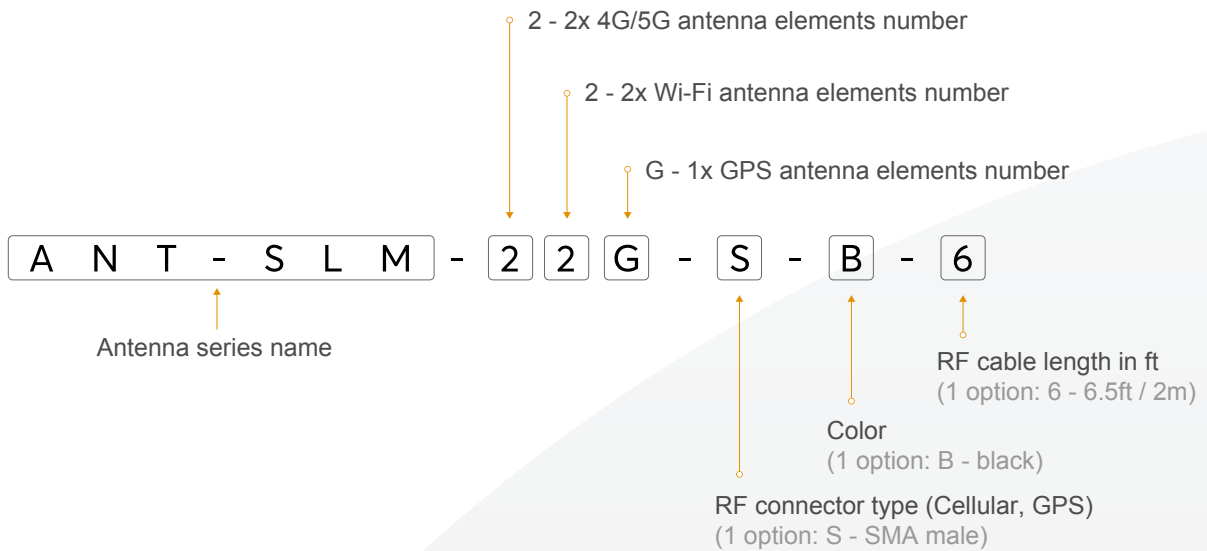 2 - 2x 4G/5G antenna elements number
2 - 2x Wi-Fi antenna elements number
G - 1x GPS antenna elements number
A N T - S L M - 2 2 G - S - B - 6
Antenna series name
RF cable length in ft
(1 option: 6 - 6.5ft / 2m)
Color
(1 option: B - black)
RF connector type (Cellular, GPS)
(1 option: S - SMA male)